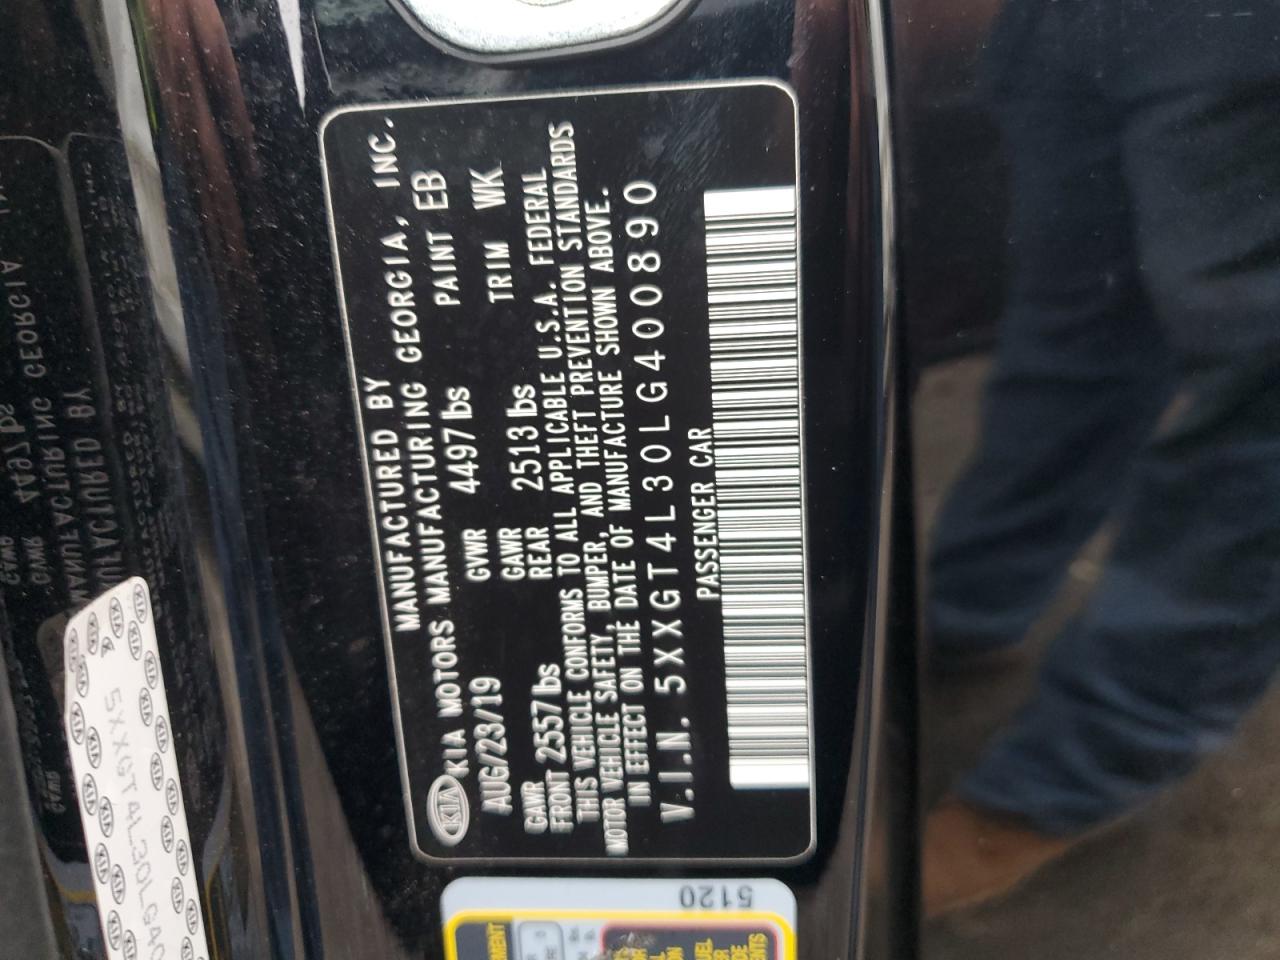 MANUFACTURED BY
KIA KIA MOTORS MANUFACTURING GEORGIA, INC.
AUG/23/19 GVWR 4497 lbs PAINT EB
GAWR FRONT 2557 lbs GAWR REAR 2513 lbs TRIM WK
THIS VEHICLE CONFORMS TO ALL APPLICABLE U.S.A. FEDERAL
MOTOR VEHICLE SAFETY, BUMPER, AND THEFT PREVENTION STANDARDS
IN EFFECT ON THE DATE OF MANUFACTURE SHOWN ABOVE.
V.I.N. 5XXGT4L30LG400890
PASSENGER CAR
5120
5XXGT4L30LG40